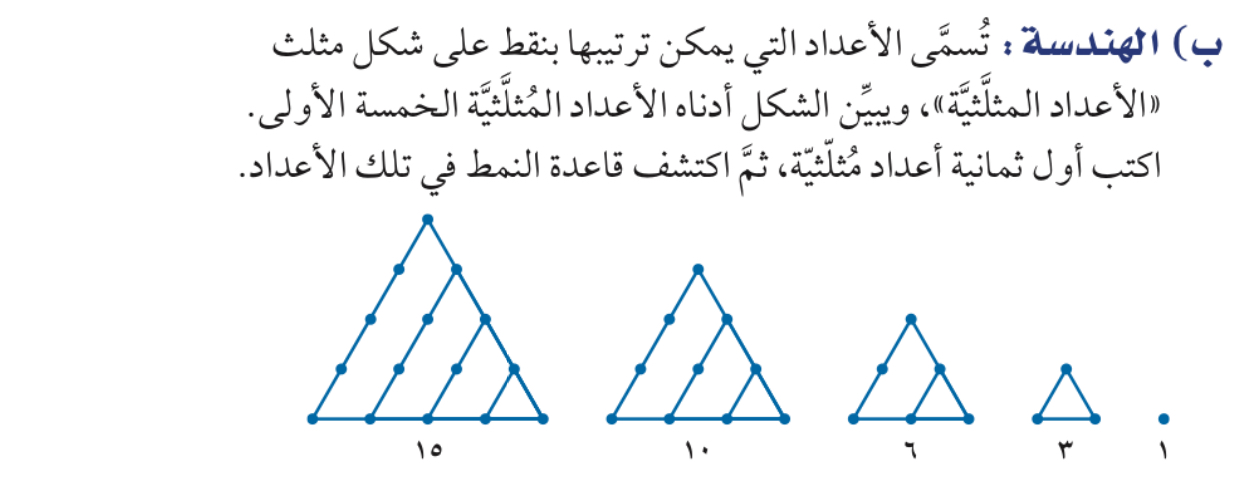 ب) الهندسة : تُسمَّى الأعداد التي يمكن ترتيبها بنقط على شكل مثلث
«الأعداد المثلَّثيَّة»، ويبيِّن الشكل أدناه الأعداد المُثلَّثيَّة الخمسة الأولى.
اكتب أول ثمانية أعداد مُثلّثيّة، ثمَّ اكتشف قاعدة النمط في تلك الأعداد.
١ ٣ ٦ ١٠ ١٥